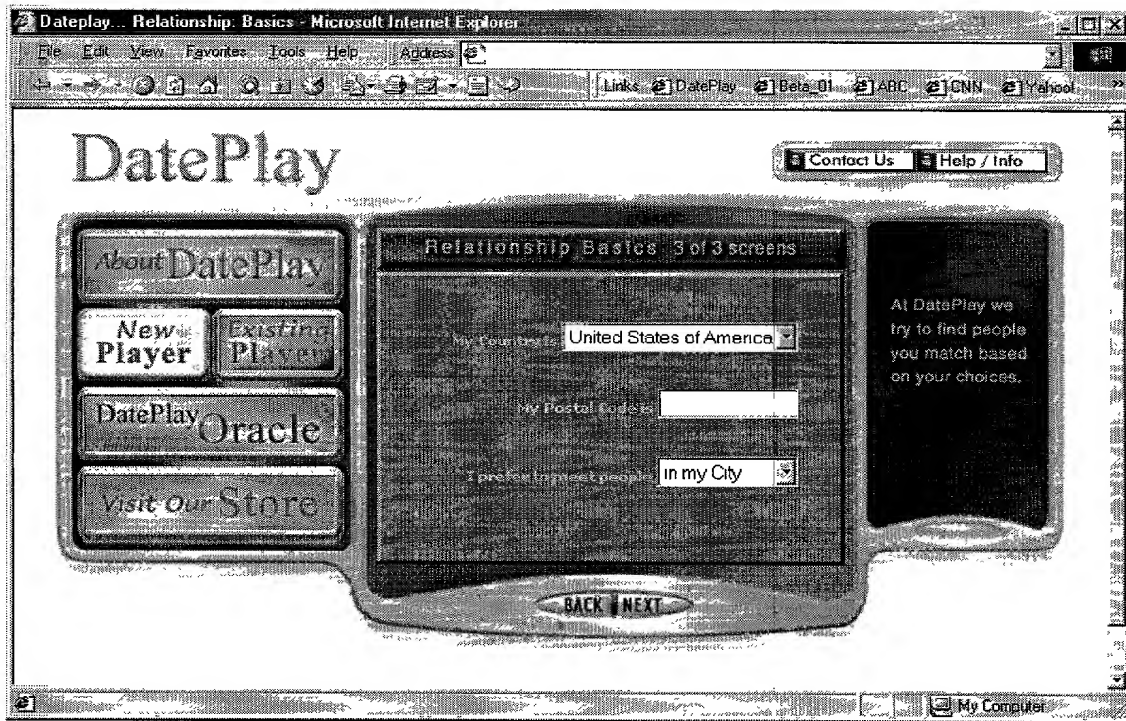 Dateplay... Relationship: Basics - Microsoft Internet Explorer
File Edit View Favorites Tools Help Address
Links DatePlay Beta_01 ABC CNN Yahoo! »
DatePlay
Contact Us Help / Info
About DatePlay
New Player
Existing Player
DatePlay Oracle
Visit Our Store
Relationship Basics 3 of 3 screens
My Country is United States of America
My Postal Code is
I prefer to meet people in my City
BACK NEXT
At DatePlay we
try to find people
you match based
on your choices.
My Computer